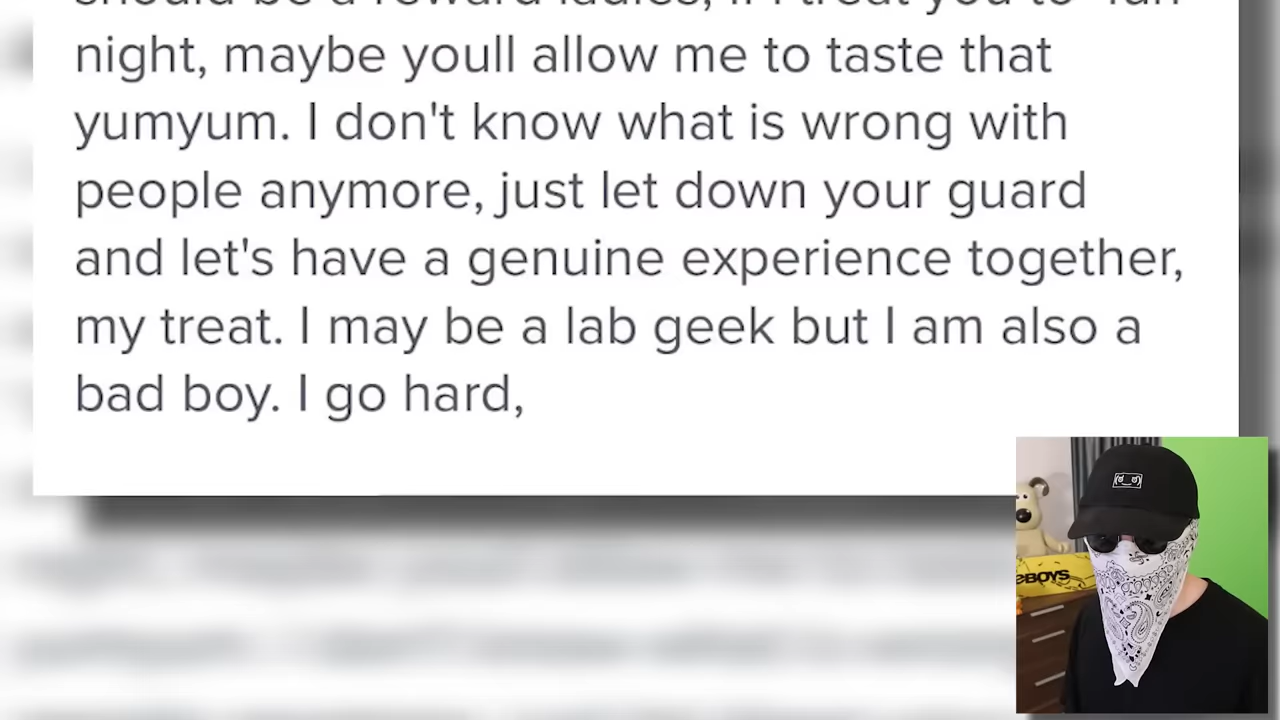 night, maybe youll allow me to taste that
yumyum. I don't know what is wrong with
people anymore, just let down your guard
and let's have a genuine experience together,
my treat. I may be a lab geek but I am also a
bad boy. I go hard,
BOYS